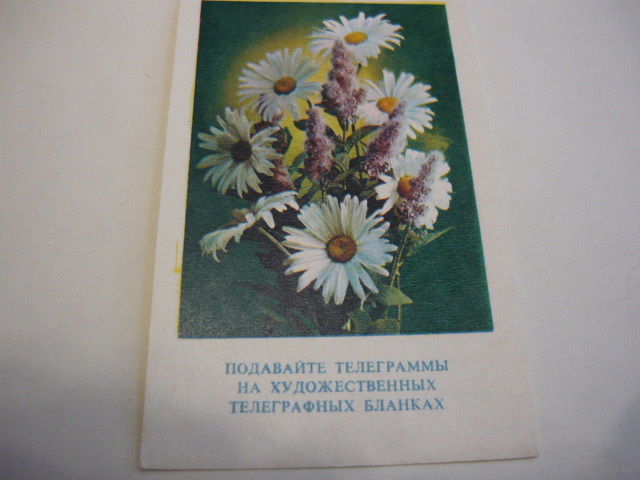 ПОДАВАЙТЕ ТЕЛЕГРАММЫ
НА ХУДОЖЕСТВЕННЫХ
ТЕЛЕГРАФНЫХ БЛАНКАХ